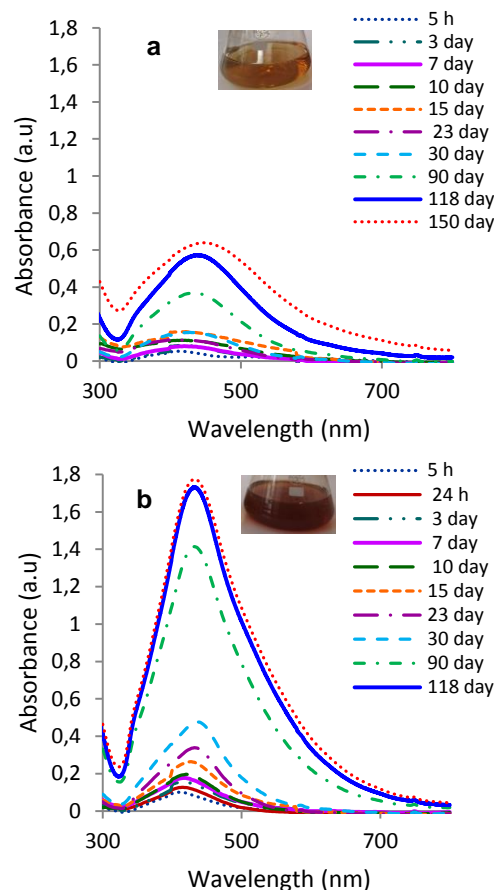 a
5 h
3 day
7 day
10 day
15 day
23 day
30 day
90 day
118 day
150 day
Absorbance (a.u)
1,8
1,6
1,4
1,2
1
0,8
0,6
0,4
0,2
0
300
500
700
Wavelength (nm)
b
5 h
24 h
3 day
7 day
10 day
15 day
23 day
30 day
90 day
118 day
Absorbance (a.u)
1,8
1,6
1,4
1,2
1
0,8
0,6
0,4
0,2
0
300
500
700
Wavelength (nm)